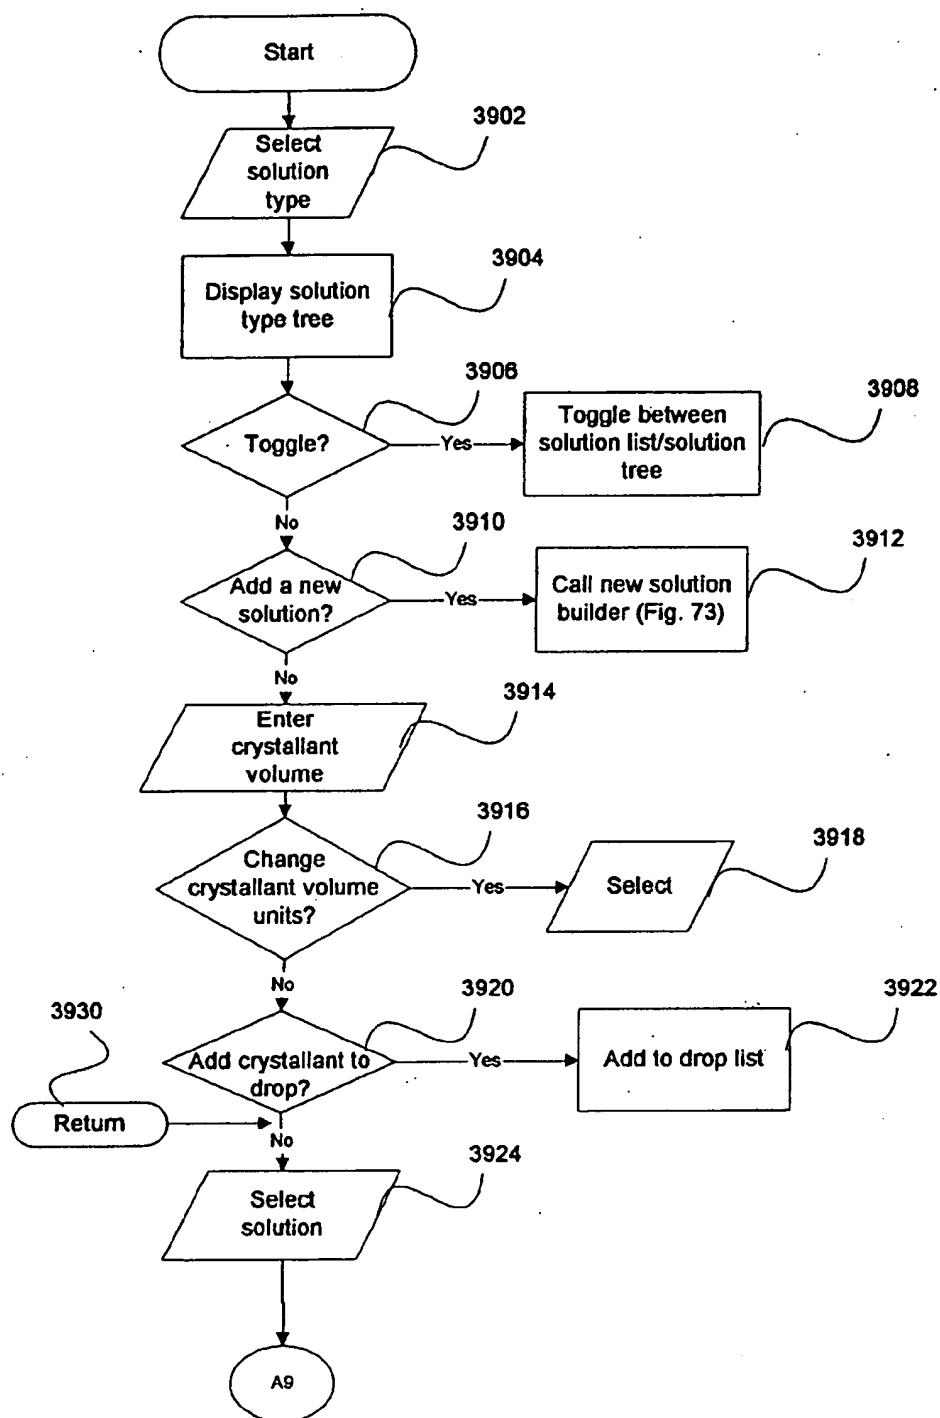 Start
3902
Select
solution
type
3904
Display solution
type tree
3906
Toggle?
Yes
3908
Toggle between
solution list/solution
tree
No
3910
Add a new
solution?
Yes
3912
Call new solution
builder (Fig. 73)
No
3914
Enter
crystallant
volume
3916
Change
crystallant volume
units?
Yes
3918
Select
No
3920
3930
Add crystallant to
drop?
Yes
3922
Add to drop list
Return
No
3924
Select
solution
A9